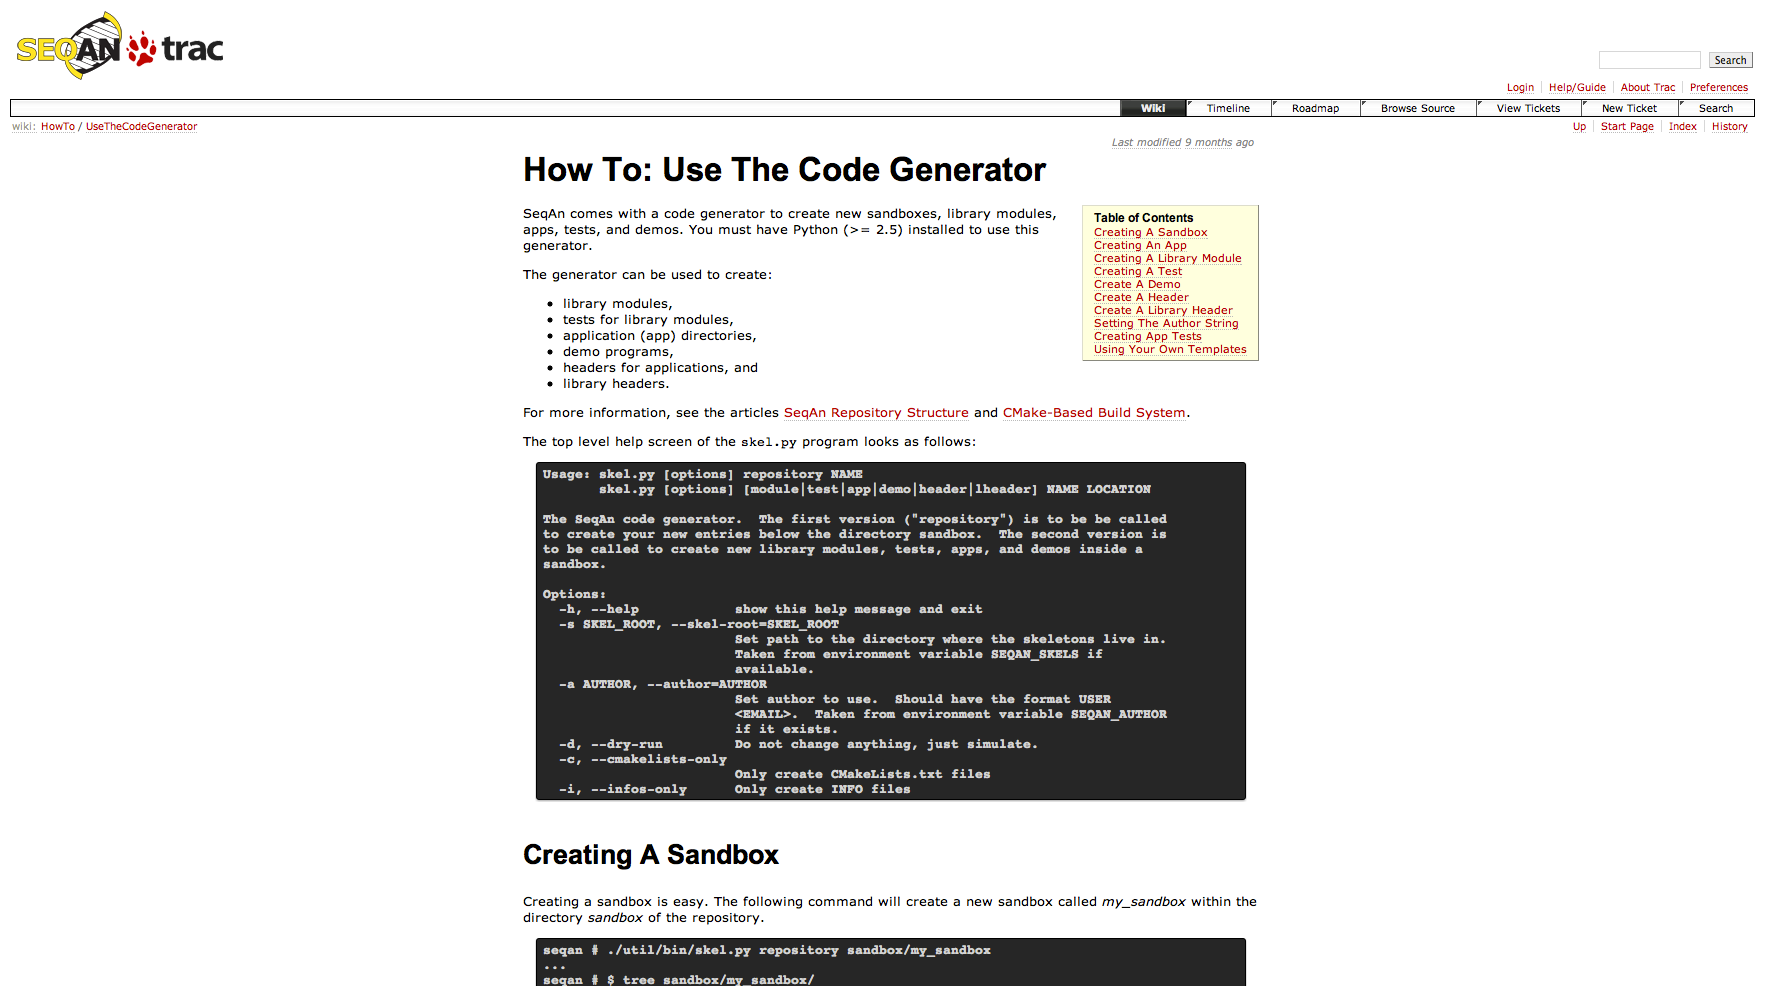 SEQAN trac
Search
Login Help/Guide About Trac Preferences
Wiki Timeline Roadmap Browse Source View Tickets New Ticket Search
wiki: HowTo / UseTheCodeGenerator
Up Start Page Index History
Last modified 9 months ago
How To: Use The Code Generator
SeqAn comes with a code generator to create new sandboxes, library modules,
apps, tests, and demos. You must have Python (>= 2.5) installed to use this
generator.
Table of Contents
Creating A Sandbox
Creating An App
Creating A Library Module
Creating A Test
Create A Demo
Create A Header
Create A Library Header
Setting The Author String
Creating App Tests
Using Your Own Templates
The generator can be used to create:
• library modules,
• tests for library modules,
• application (app) directories,
• demo programs,
• headers for applications, and
• library headers.
For more information, see the articles SeqAn Repository Structure and CMake-Based Build System.
The top level help screen of the skel.py program looks as follows:
Usage: skel.py [options] repository NAME
skel.py [options] [module|test|app|demo|header|lheader] NAME LOCATION
The SeqAn code generator.  The first version ("repository") is to be be called
to create your new entries below the directory sandbox.  The second version is
to be called to create new library modules, tests, apps, and demos inside a
sandbox.
Options:
-h, --help            show this help message and exit
-s SKEL_ROOT, --skel-root=SKEL_ROOT
Set path to the directory where the skeletons live in.
Taken from environment variable SEQAN_SKELS if
available.
-a AUTHOR, --author=AUTHOR
Set author to use.  Should have the format USER
<EMAIL>.  Taken from environment variable SEQAN_AUTHOR
if it exists.
-d, --dry-run         Do not change anything, just simulate.
-c, --cmakelists-only
Only create CMakeLists.txt files
-i, --infos-only      Only create INFO files
Creating A Sandbox
Creating a sandbox is easy. The following command will create a new sandbox called my_sandbox within the
directory sandbox of the repository.
seqan # ./util/bin/skel.py repository sandbox/my_sandbox
...
seqan # $ tree sandbox/my_sandbox/